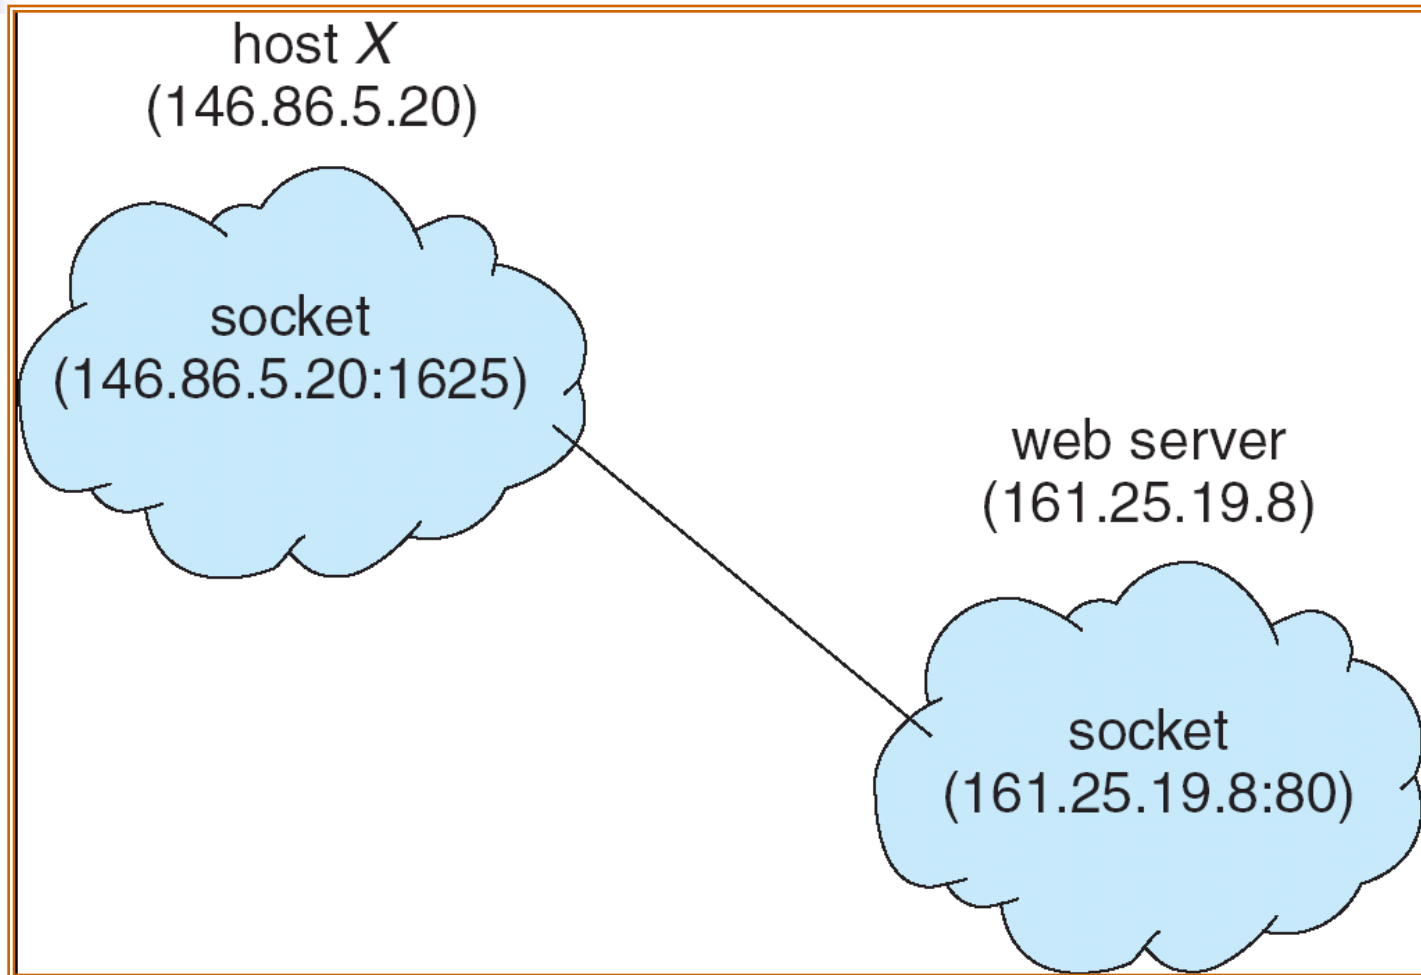 host X
(146.86.5.20)
socket
(146.86.5.20:1625)
web server
(161.25.19.8)
socket
(161.25.19.8:80)